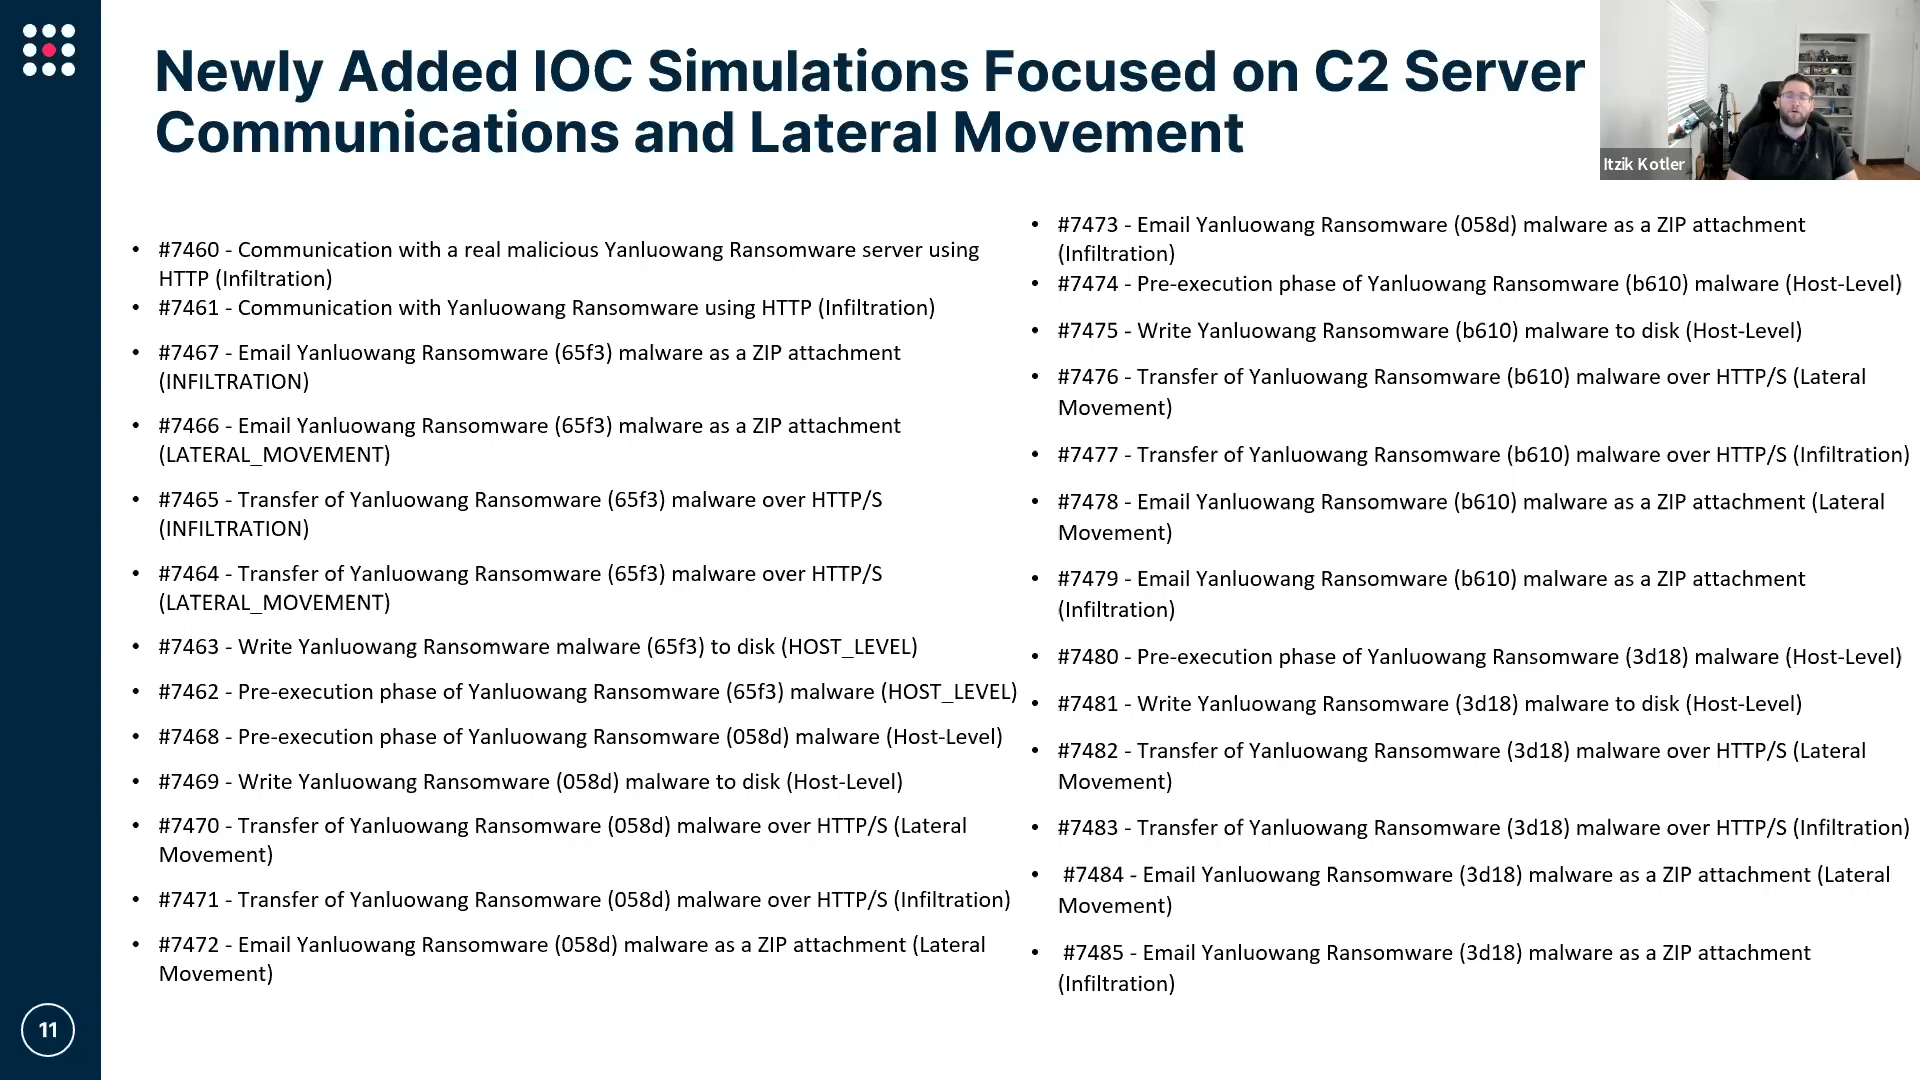 Newly Added IOC Simulations Focused on C2 Server
Communications and Lateral Movement
Itzik Kotler
• #7460 - Communication with a real malicious Yanluowang Ransomware server using
HTTP (Infiltration)
• #7461 - Communication with Yanluowang Ransomware using HTTP (Infiltration)
• #7467 - Email Yanluowang Ransomware (65f3) malware as a ZIP attachment
(INFILTRATION)
• #7466 - Email Yanluowang Ransomware (65f3) malware as a ZIP attachment
(LATERAL_MOVEMENT)
• #7465 - Transfer of Yanluowang Ransomware (65f3) malware over HTTP/S
(INFILTRATION)
• #7464 - Transfer of Yanluowang Ransomware (65f3) malware over HTTP/S
(LATERAL_MOVEMENT)
• #7463 - Write Yanluowang Ransomware malware (65f3) to disk (HOST_LEVEL)
• #7462 - Pre-execution phase of Yanluowang Ransomware (65f3) malware (HOST_LEVEL)
• #7468 - Pre-execution phase of Yanluowang Ransomware (058d) malware (Host-Level)
• #7469 - Write Yanluowang Ransomware (058d) malware to disk (Host-Level)
• #7470 - Transfer of Yanluowang Ransomware (058d) malware over HTTP/S (Lateral
Movement)
• #7471 - Transfer of Yanluowang Ransomware (058d) malware over HTTP/S (Infiltration)
• #7472 - Email Yanluowang Ransomware (058d) malware as a ZIP attachment (Lateral
Movement)
• #7473 - Email Yanluowang Ransomware (058d) malware as a ZIP attachment
(Infiltration)
• #7474 - Pre-execution phase of Yanluowang Ransomware (b610) malware (Host-Level)
• #7475 - Write Yanluowang Ransomware (b610) malware to disk (Host-Level)
• #7476 - Transfer of Yanluowang Ransomware (b610) malware over HTTP/S (Lateral
Movement)
• #7477 - Transfer of Yanluowang Ransomware (b610) malware over HTTP/S (Infiltration)
• #7478 - Email Yanluowang Ransomware (b610) malware as a ZIP attachment (Lateral
Movement)
• #7479 - Email Yanluowang Ransomware (b610) malware as a ZIP attachment
(Infiltration)
• #7480 - Pre-execution phase of Yanluowang Ransomware (3d18) malware (Host-Level)
• #7481 - Write Yanluowang Ransomware (3d18) malware to disk (Host-Level)
• #7482 - Transfer of Yanluowang Ransomware (3d18) malware over HTTP/S (Lateral
Movement)
• #7483 - Transfer of Yanluowang Ransomware (3d18) malware over HTTP/S (Infiltration)
• #7484 - Email Yanluowang Ransomware (3d18) malware as a ZIP attachment (Lateral
Movement)
• #7485 - Email Yanluowang Ransomware (3d18) malware as a ZIP attachment
(Infiltration)
11